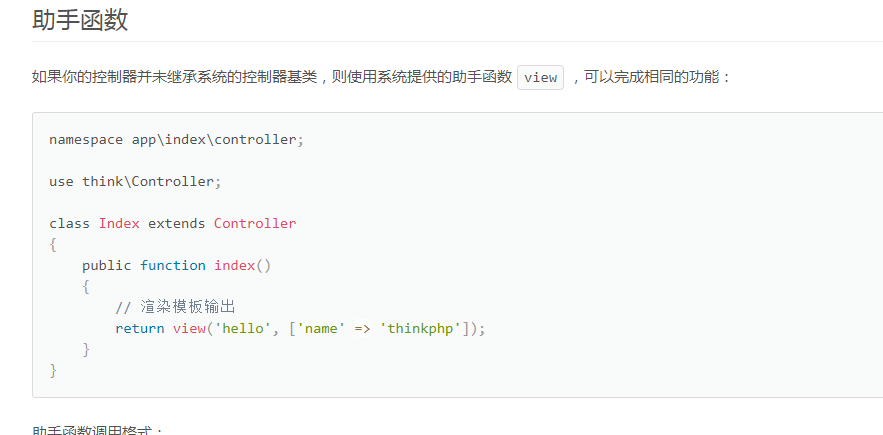 助手函数
如果你的控制器并未继承系统的控制器基类，则使用系统提供的助手函数 view ，可以完成相同的功能：
namespace app\index\controller;
use think\Controller;
class Index extends Controller
{
    public function index()
    {
        // 渲染模板输出
        return view('hello', ['name' => 'thinkphp']);
    }
}
助手函数调用格式：